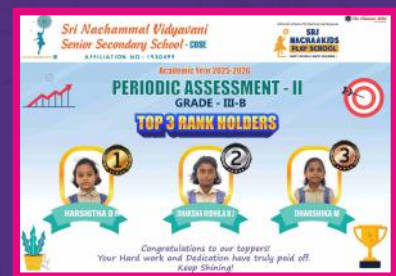 Sri Nachammal Vidyavani
Senior Secondary School - CBSE
AFFILIATION NO : 1930499
SRI
NACHAAKIDS
PLAY SCHOOL
Academic Year 2025-2026
PERIODIC ASSESSMENT - II
GRADE - III-B
TOP 3 RANK HOLDERS
1
2
3
HARSHITHA D
DHARSHIKA M
Congratulations to our toppers!
Your Hard work and Dedication have truly paid off.
Keep Shining!